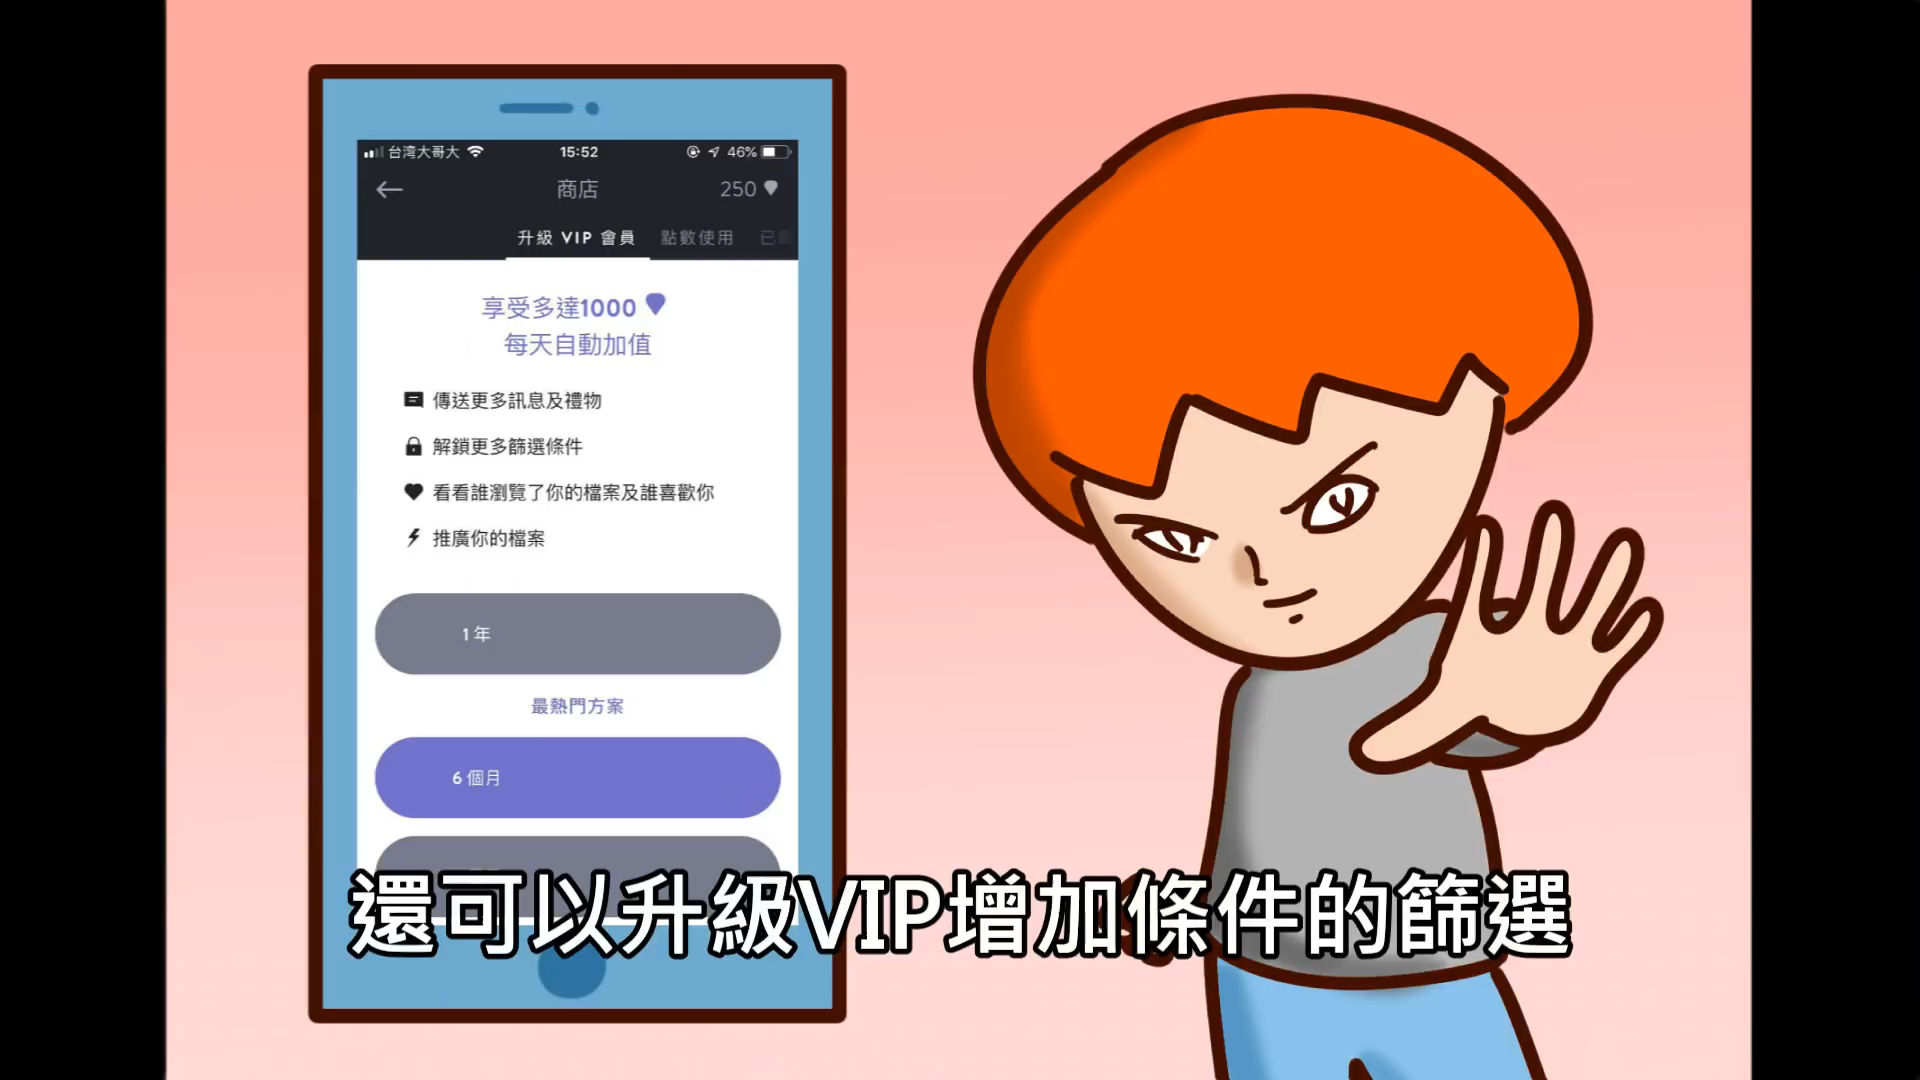 台湾大哥大 15:52 46%
商店 250
升級 VIP 會員 點數使用 已
享受多達1000
每天自動加值
傳送更多訊息及禮物
解鎖更多篩選條件
看看誰瀏覽了你的檔案及誰喜歡你
推廣你的檔案
1 年
最熱門方案
6 個月
還可以升級VIP增加條件的篩選